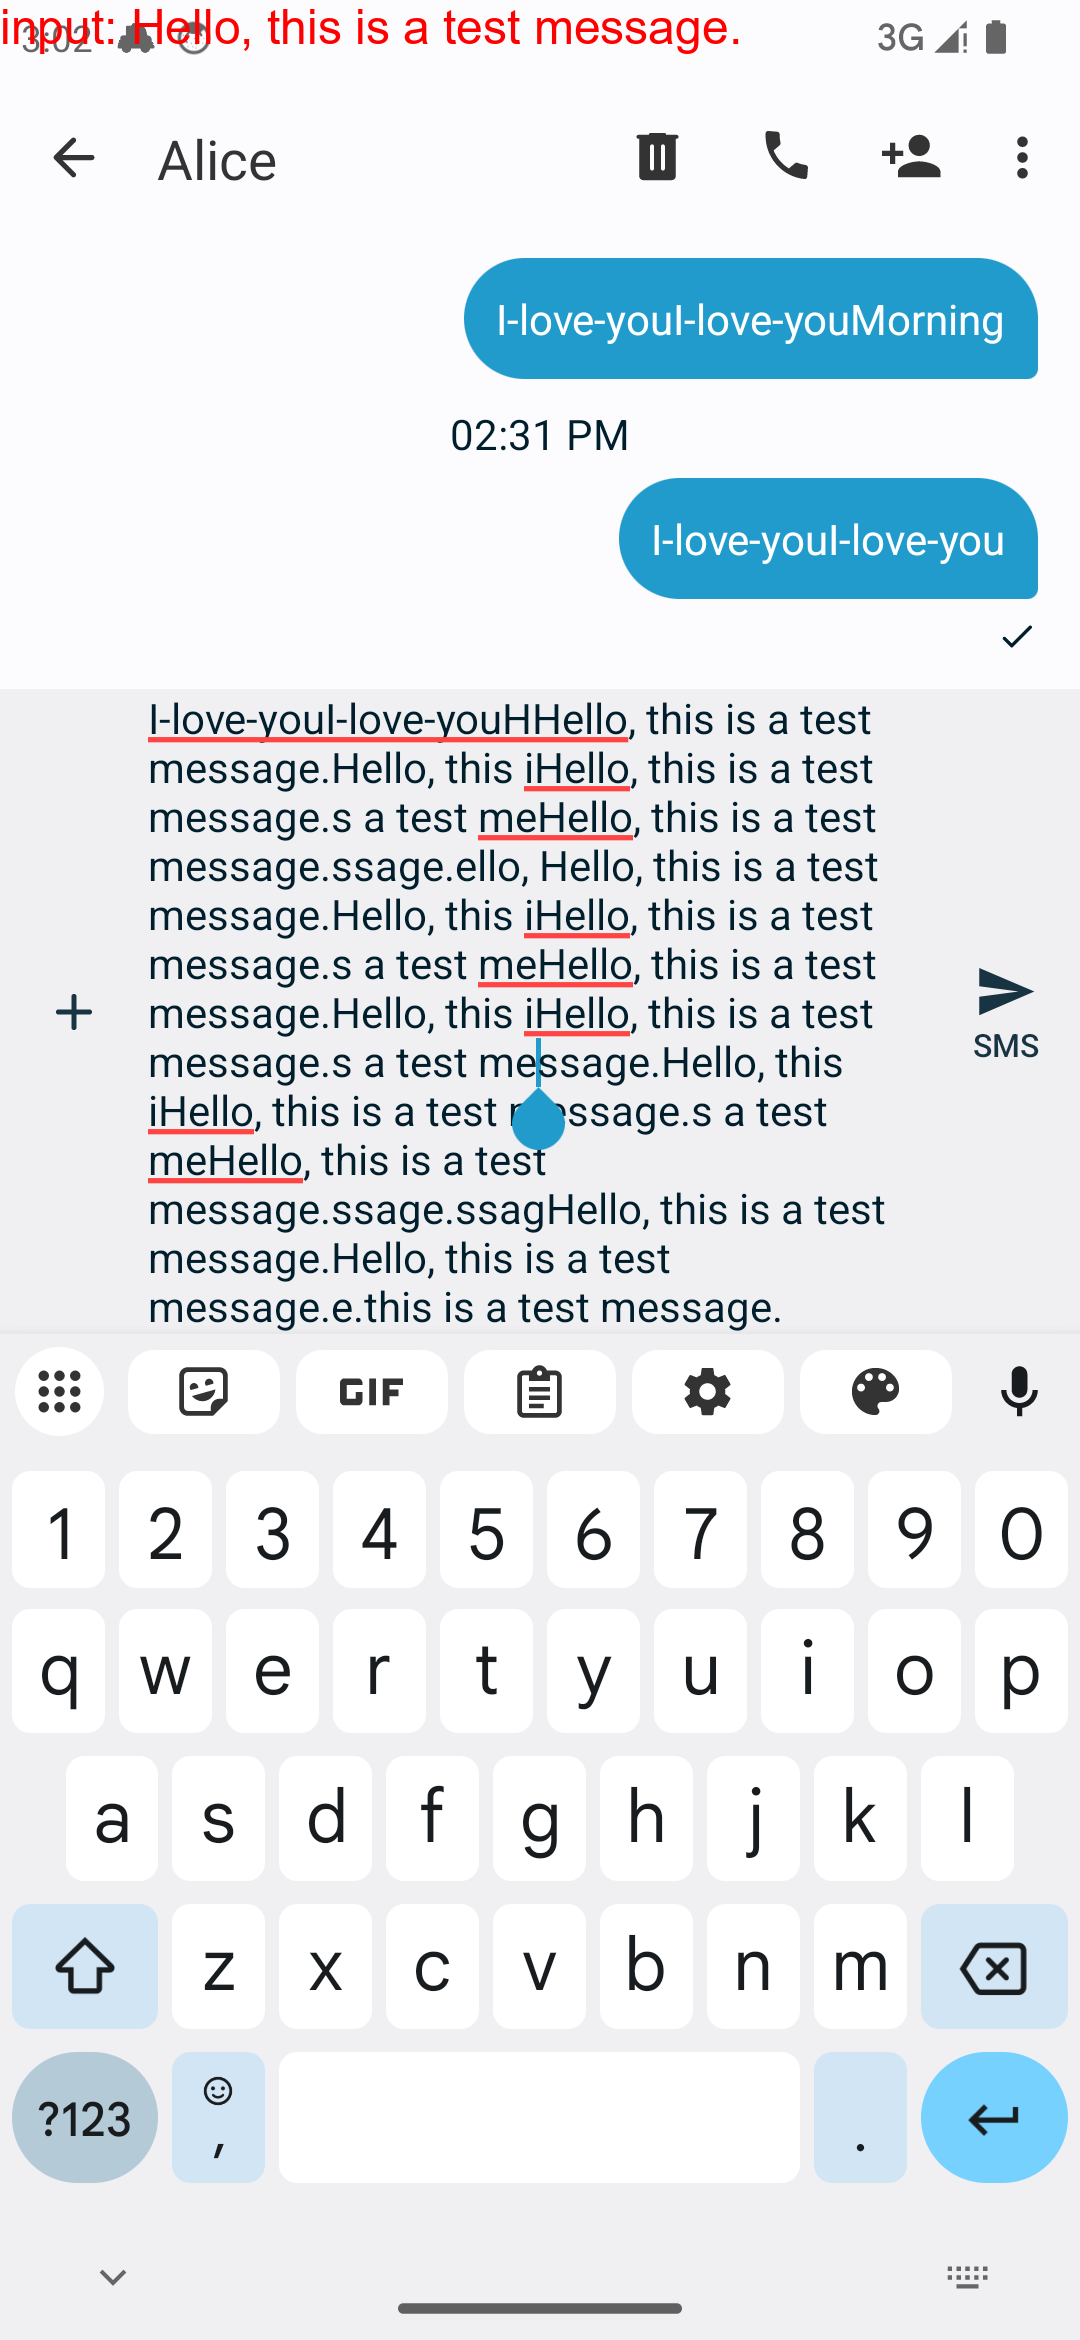 input: Hello, this is a test message.
3:02
3G
Alice
I-love-youI-love-youMorning
02:31 PM
I-love-youI-love-you
I-love-youI-love-youHHello, this is a test
message.Hello, this iHello, this is a test
message.s a test meHello, this is a test
message.ssage.ello, Hello, this is a test
message.Hello, this iHello, this is a test
message.s a test meHello, this is a test
message.Hello, this iHello, this is a test
message.s a test message.Hello, this
iHello, this is a test message.s a test
meHello, this is a test
message.ssage.ssagHello, this is a test
message.Hello, this is a test
message.e.this is a test message.
SMS
GIF
1 2 3 4 5 6 7 8 9 0
q w e r t y u i o p
a s d f g h j k l
z x c v b n m
?123 , .